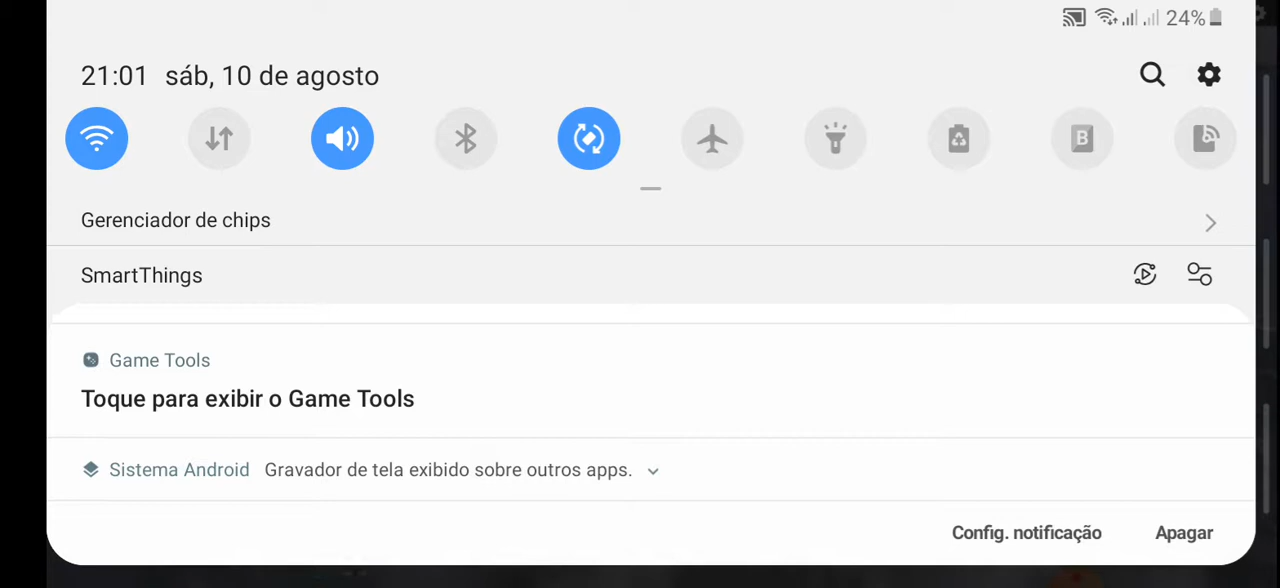 24%
21:01 sáb, 10 de agosto
B
Gerenciador de chips
SmartThings
Game Tools
Toque para exibir o Game Tools
Sistema Android Gravador de tela exibido sobre outros apps.
Config. notificação Apagar